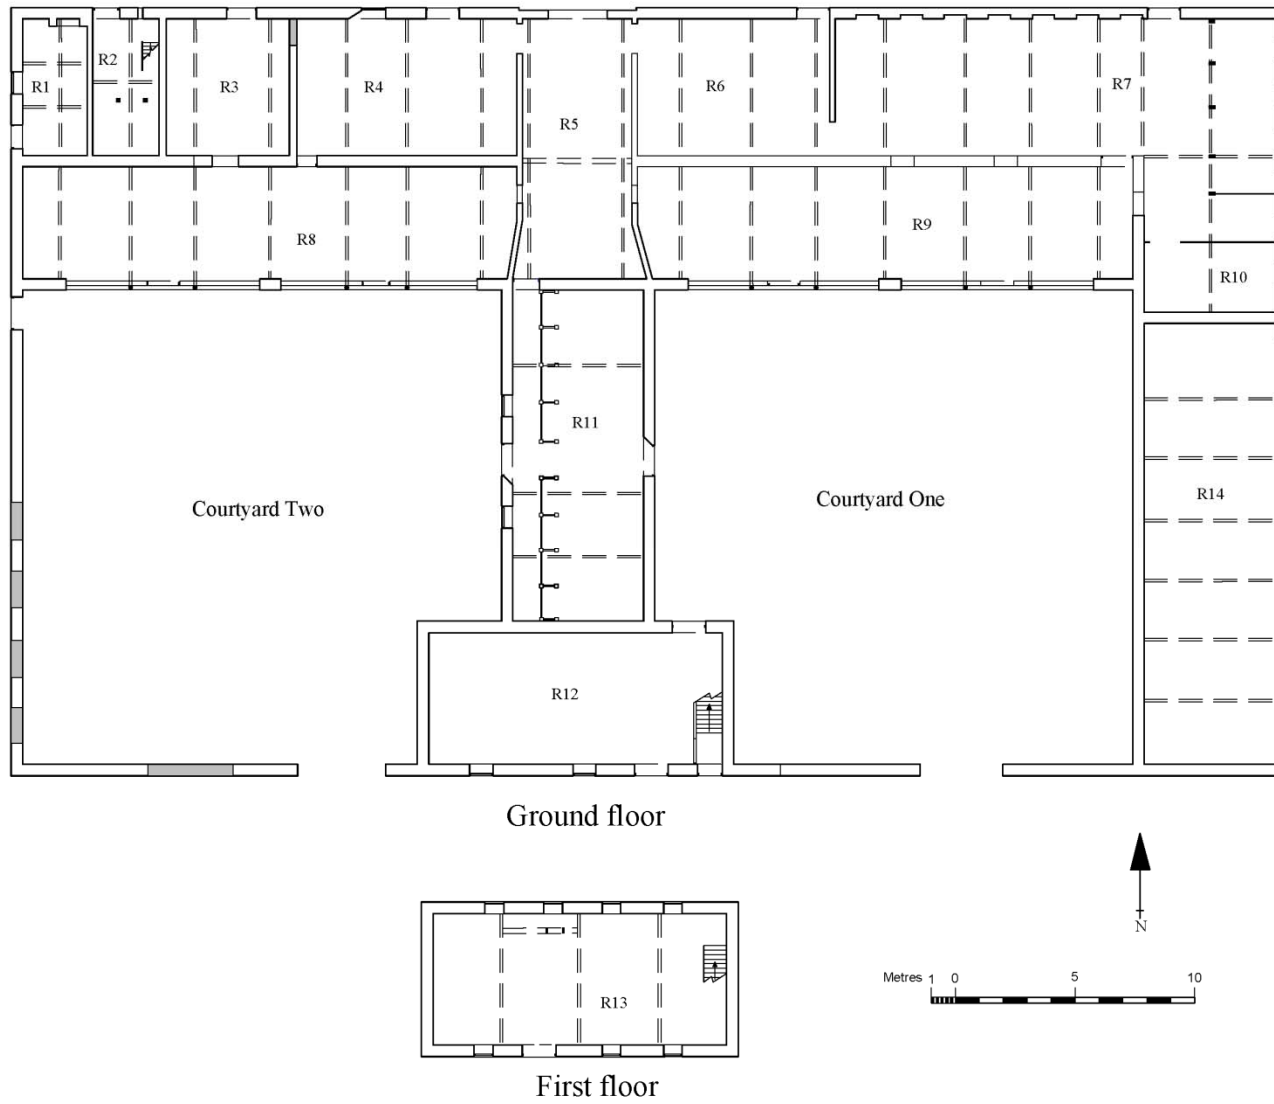 R1
R2
R3
R4
R5
R6
R7
R8
R9
R10
R11
Courtyard Two
Courtyard One
R14
R12
Ground floor
N
Metres 1 0 5 10
R13
First floor